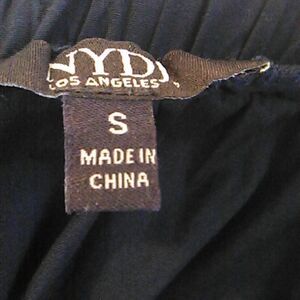 NYDJ
LOS ANGELES
S
MADE IN
CHINA